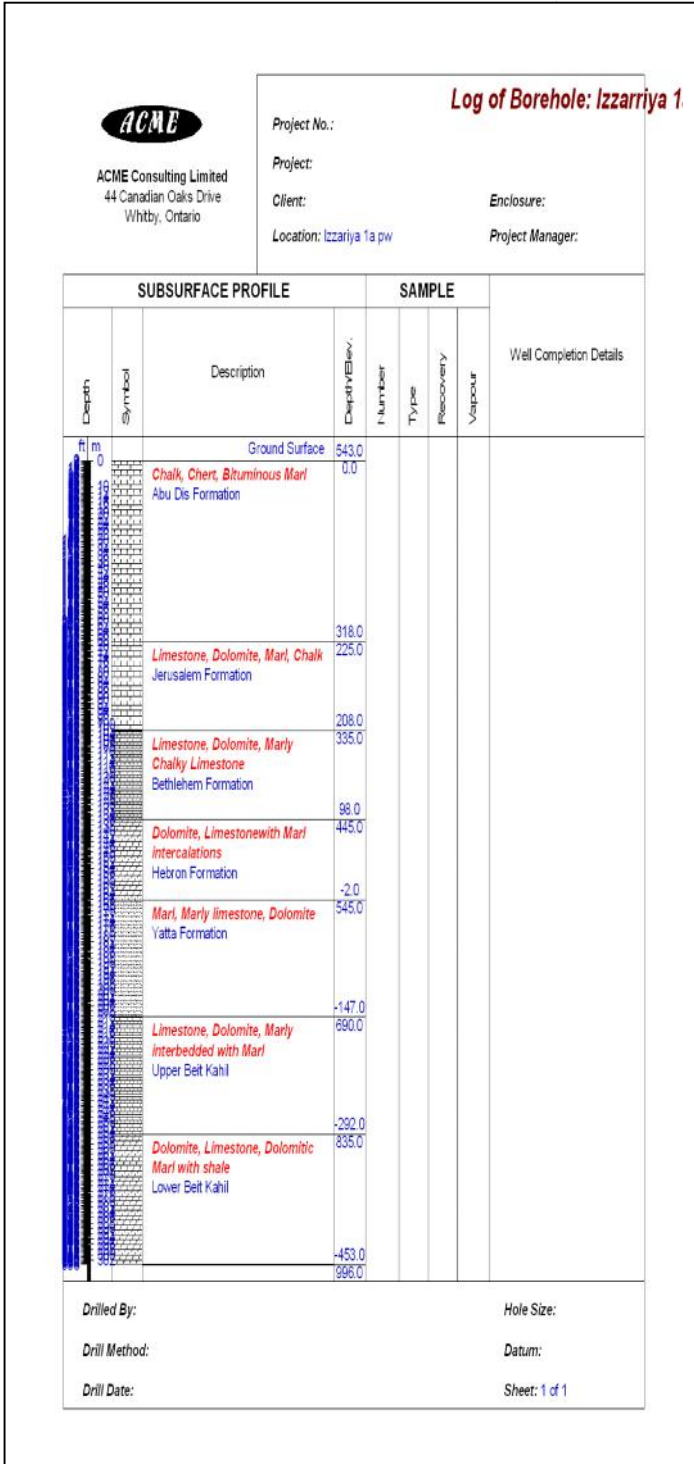 Log of Borehole: Izzarriya 1
ACME
ACME Consulting Limited
44 Canadian Oaks Drive
Whitby, Ontario
Project No.:
Project:
Client:
Enclosure:
Location: Izzariya 1a pw
Project Manager:
SUBSURFACE PROFILE
SAMPLE
Depth
Symbol
Description
Depth/Elev.
Number
Type
Recovery
Vapour
Well Completion Details
ft m
Ground Surface
543.0
0
0.0
Chalk, Chert, Bituminous Marl
Abu Dis Formation
318.0
225.0
Limestone, Dolomite, Marl, Chalk
Jerusalem Formation
208.0
335.0
Limestone, Dolomite, Marly
Chalky Limestone
Bethlehem Formation
98.0
445.0
Dolomite, Limestonewith Marl
intercalations
Hebron Formation
-2.0
545.0
Marl, Marly limestone, Dolomite
Yatta Formation
-147.0
690.0
Limestone, Dolomite, Marly
interbedded with Marl
Upper Beit Kahil
-292.0
835.0
Dolomite, Limestone, Dolomitic
Marl with shale
Lower Beit Kahil
-453.0
996.0
Drilled By:
Hole Size:
Drill Method:
Datum:
Drill Date:
Sheet: 1 of 1